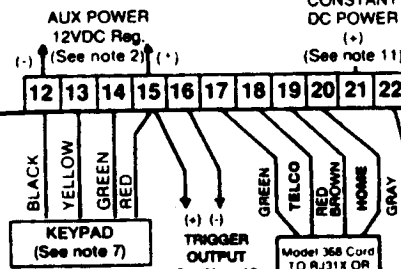 AUX POWER
12VDC Reg.
(-) (See note 2) (+)
DC POWER
(+)
(See note 11)
12 13 14 15 16 17 18 19 20 21 22
BLACK
YELLOW
GREEN
RED
GREEN
TELCO
RED
BROWN
HOME
GRAY
KEYPAD
(See note 7)
(+) (-)
TRIGGER
OUTPUT
Model 368 Cord
TO RJ31X OR